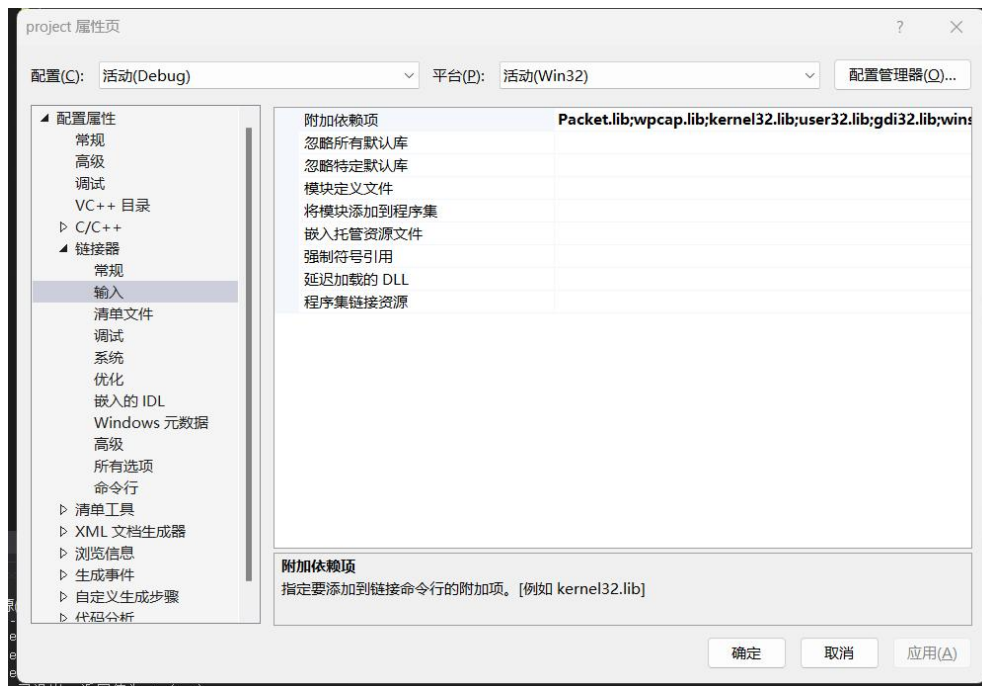 project 属性页
配置(C): 活动(Debug) 平台(P): 活动(Win32) 配置管理器(O)...
配置属性
常规
高级
调试
VC++ 目录
C/C++
链接器
常规
输入
清单文件
调试
系统
优化
嵌入的 IDL
Windows 元数据
高级
所有选项
命令行
清单工具
XML 文档生成器
浏览信息
生成事件
自定义生成步骤
代码分析
附加依赖项 Packet.lib;wpcap.lib;kernel32.lib;user32.lib;gdi32.lib;wins
忽略所有默认库
忽略特定默认库
模块定义文件
将模块添加到程序集
嵌入托管资源文件
强制符号引用
延迟加载的 DLL
程序集链接资源
附加依赖项
指定要添加到链接命令行的附加项。[例如 kernel32.lib]
确定 取消 应用(A)